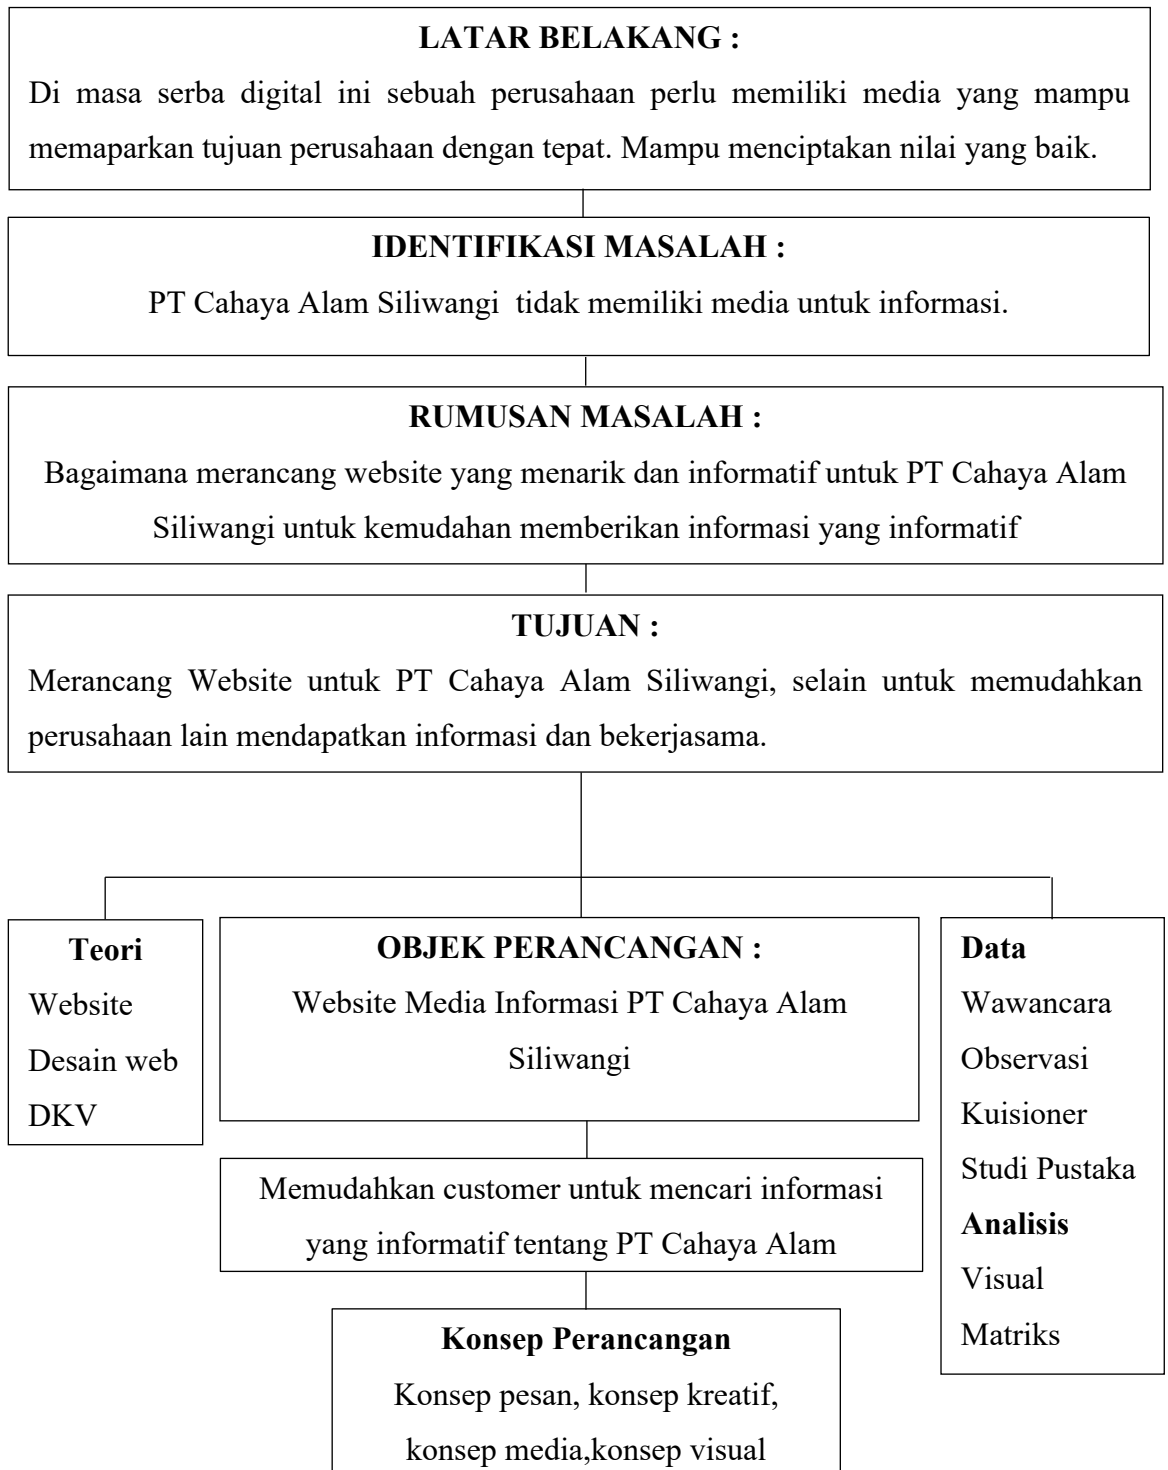 LATAR BELAKANG :
Di masa serba digital ini sebuah perusahaan perlu memiliki media yang mampu
memaparkan tujuan perusahaan dengan tepat. Mampu menciptakan nilai yang baik.
IDENTIFIKASI MASALAH :
PT Cahaya Alam Siliwangi  tidak memiliki media untuk informasi.
RUMUSAN MASALAH :
Bagaimana merancang website yang menarik dan informatif untuk PT Cahaya Alam
Siliwangi untuk kemudahan memberikan informasi yang informatif
TUJUAN :
Merancang Website untuk PT Cahaya Alam Siliwangi, selain untuk memudahkan
perusahaan lain mendapatkan informasi dan bekerjasama.
Teori
Website
Desain web
DKV
OBJEK PERANCANGAN :
Website Media Informasi PT Cahaya Alam
Siliwangi
Data
Wawancara
Observasi
Kuisioner
Studi Pustaka
Analisis
Visual
Matriks
Memudahkan customer untuk mencari informasi
yang informatif tentang PT Cahaya Alam
Konsep Perancangan
Konsep pesan, konsep kreatif,
konsep media,konsep visual